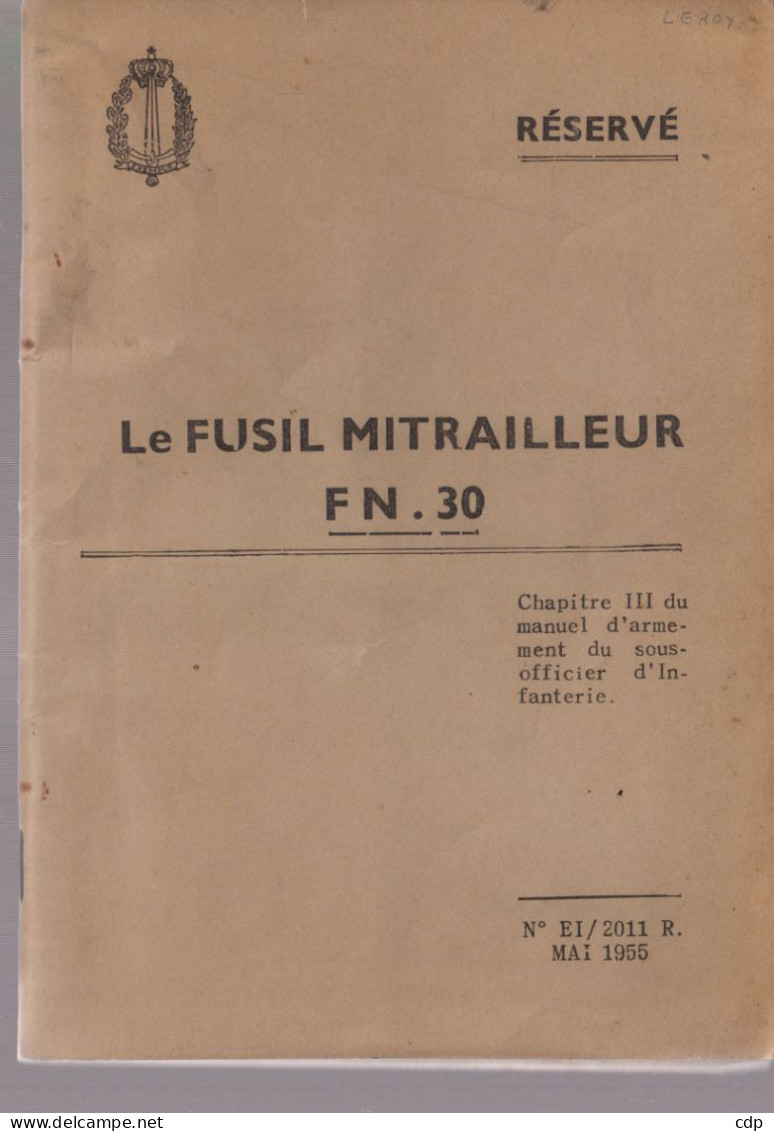 LEROY
RÉSERVÉ
Le FUSIL MITRAILLEUR
FN.30
Chapitre III du
manuel d'arme-
ment du sous-
officier d'In-
fanterie.
N° EI/2011 R.
MAI 1955
www.delcampe.net
cdp